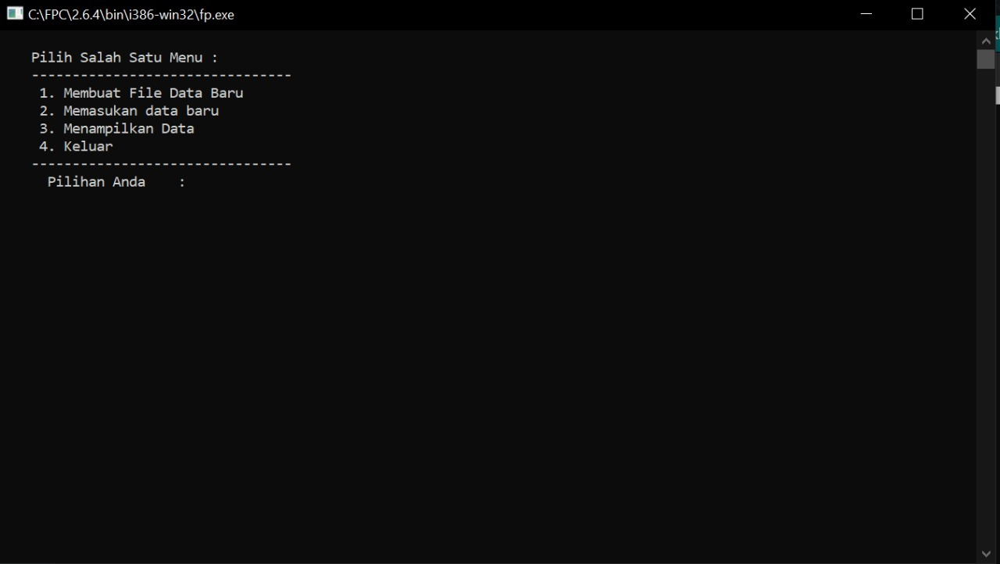 C:\FPC\2.6.4\bin\i386-win32\fp.exe
Pilih Salah Satu Menu :
--------------------------------
1. Membuat File Data Baru
2. Memasukan data baru
3. Menampilkan Data
4. Keluar
--------------------------------
Pilihan Anda    :